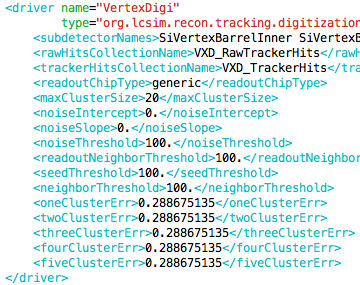 <driver name="VertexDigi"
type="org.lcsim.recon.tracking.digitization
<subdetectorNames>SiVertexBarrelInner SiVertexB
<rawHitsCollectionName>VXD_RawTrackerHits</rawH
<trackerHitsCollectionName>VXD_TrackerHits</tra
<readoutChipType>generic</readoutChipType>
<maxClusterSize>20</maxClusterSize>
<noiseIntercept>0.</noiseIntercept>
<noiseSlope>0.</noiseSlope>
<noiseThreshold>100.</noiseThreshold>
<readoutNeighborThreshold>100.</readoutNeighbor
<seedThreshold>100.</seedThreshold>
<neighborThreshold>100.</neighborThreshold>
<oneClusterErr>0.288675135</oneClusterErr>
<twoClusterErr>0.288675135</twoClusterErr>
<threeClusterErr>0.288675135</threeClusterErr>
<fourClusterErr>0.288675135</fourClusterErr>
<fiveClusterErr>0.288675135</fiveClusterErr>
</driver>